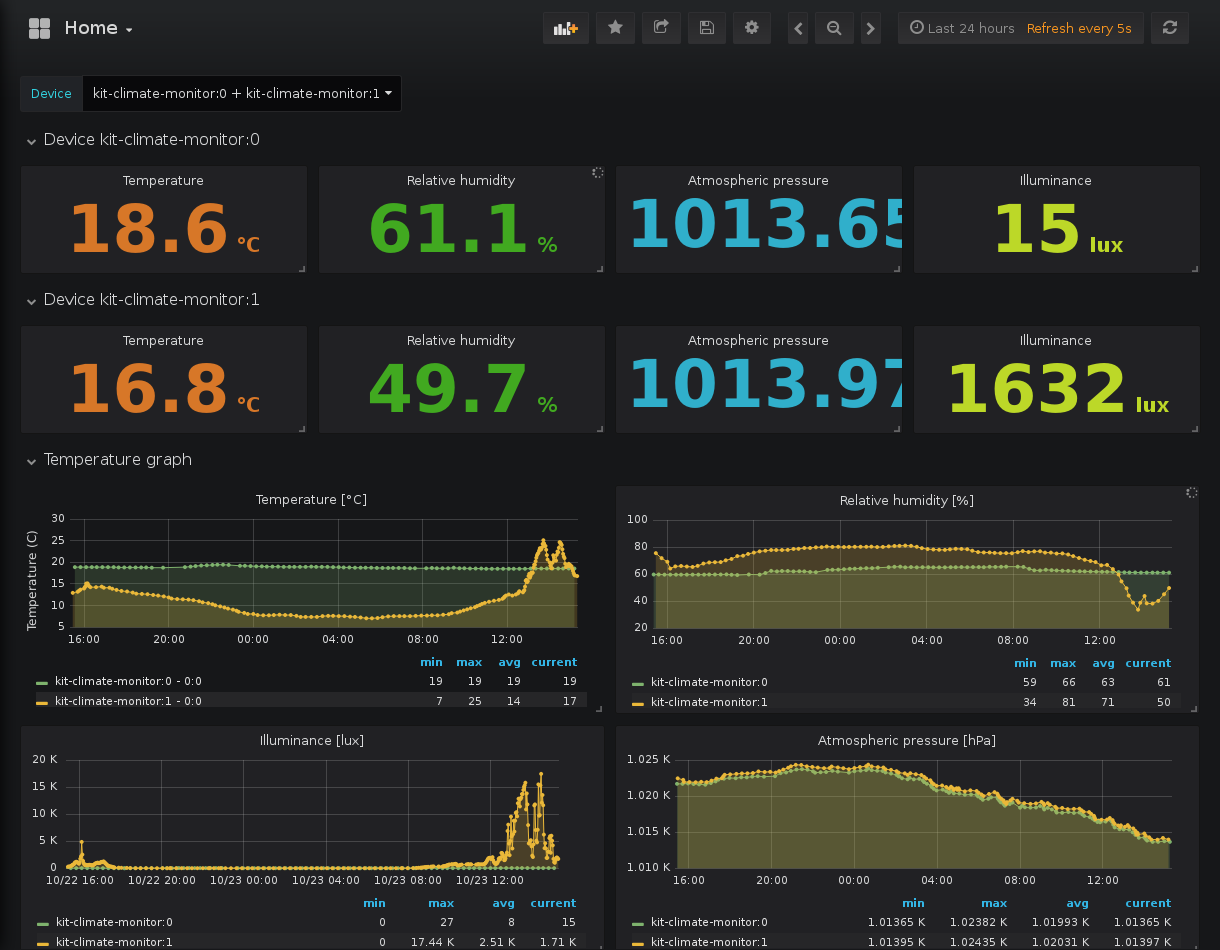 Home
Last 24 hours Refresh every 5s
Device kit-climate-monitor:0 + kit-climate-monitor:1
Device kit-climate-monitor:0
Temperature Relative humidity Atmospheric pressure Illuminance
18.6 °C 61.1 % 1013.65 15 lux
Device kit-climate-monitor:1
Temperature Relative humidity Atmospheric pressure Illuminance
16.8 °C 49.7 % 1013.97 1632 lux
Temperature graph
Temperature [°C]
Temperature (C)
30
25
20
15
10
5
16:00 20:00 00:00 04:00 08:00 12:00
min max avg current
kit-climate-monitor:0 - 0:0 19 19 19 19
kit-climate-monitor:1 - 0:0 7 25 14 17
Relative humidity [%]
100
80
60
40
20
16:00 20:00 00:00 04:00 08:00 12:00
min max avg current
kit-climate-monitor:0 59 66 63 61
kit-climate-monitor:1 34 81 71 50
Illuminance [lux]
20 K
15 K
10 K
5 K
0
10/22 16:00 10/22 20:00 10/23 00:00 10/23 04:00 10/23 08:00 10/23 12:00
min max avg current
kit-climate-monitor:0 0 27 8 15
kit-climate-monitor:1 0 17.44 K 2.51 K 1.71 K
Atmospheric pressure [hPa]
1.025 K
1.020 K
1.015 K
1.010 K
16:00 20:00 00:00 04:00 08:00 12:00
min max avg current
kit-climate-monitor:0 1.01365 K 1.02382 K 1.01993 K 1.01365 K
kit-climate-monitor:1 1.01395 K 1.02435 K 1.02031 K 1.01397 K